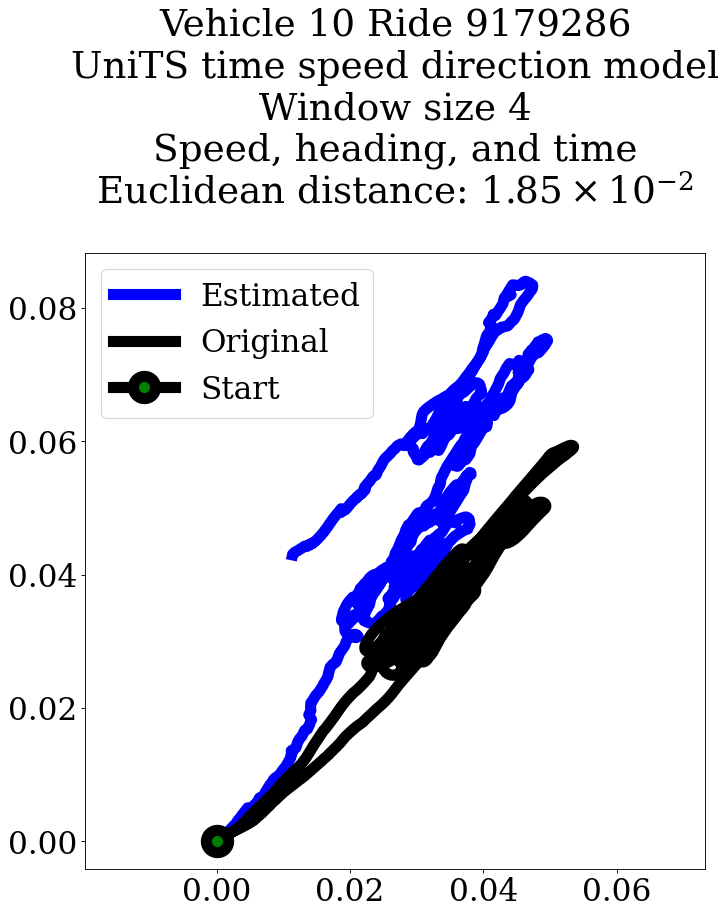 Vehicle 10 Ride 9179286
UniTS time speed direction model
Window size 4
Speed, heading, and time
Euclidean distance: 1.85 × 10⁻²
Estimated
Original
Start
0.08
0.06
0.04
0.02
0.00
0.00 0.02 0.04 0.06